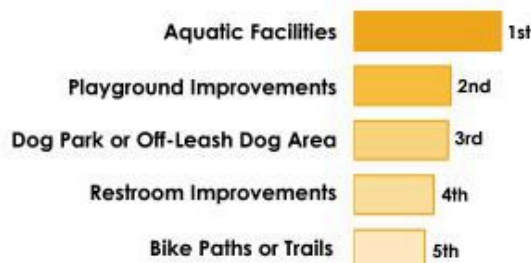 Aquatic Facilities 1st
Playground Improvements 2nd
Dog Park or Off-Leash Dog Area 3rd
Restroom Improvements 4th
Bike Paths or Trails 5th